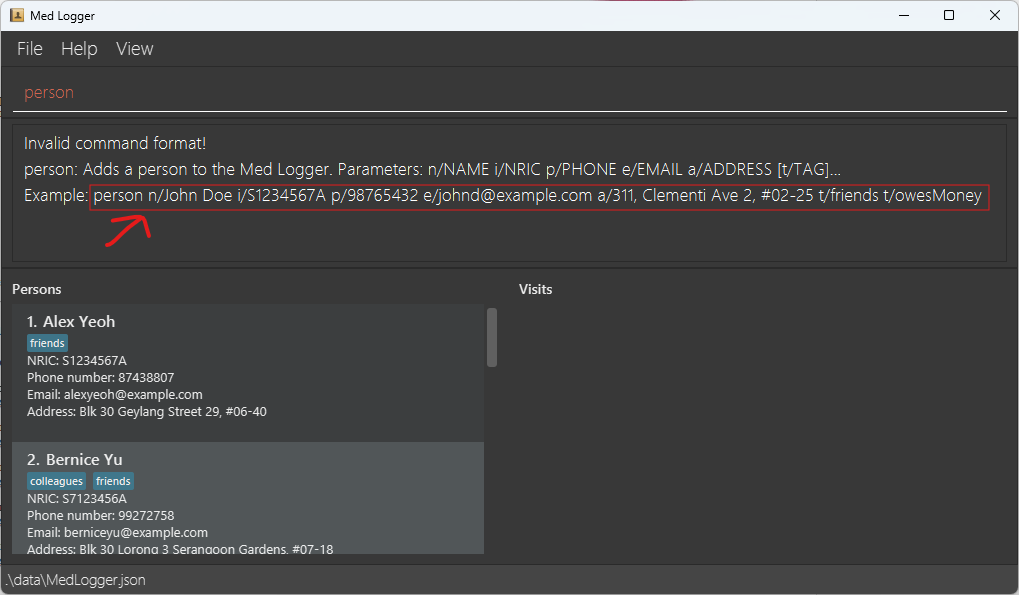 Med Logger
File Help View
person
Invalid command format!
person: Adds a person to the Med Logger. Parameters: n/NAME i/NRIC p/PHONE e/EMAIL a/ADDRESS [t/TAG]...
Example: person n/John Doe i/S1234567A p/98765432 e/johnd@example.com a/311, Clementi Ave 2, #02-25 t/friends t/owesMoney
Persons
1. Alex Yeoh
friends
NRIC: S1234567A
Phone number: 87438807
Email: alexyeoh@example.com
Address: Blk 30 Geylang Street 29, #06-40
2. Bernice Yu
colleagues friends
NRIC: S7123456A
Phone number: 99272758
Email: berniceyu@example.com
Address: Blk 30 Lorong 3 Serangoon Gardens, #07-18
Visits
.\data\MedLogger.json